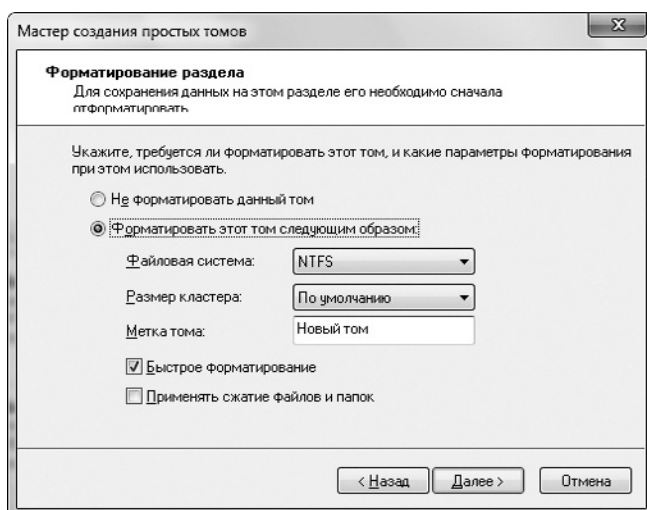 Мастер создания простых томов
Форматирование раздела
Для сохранения данных на этом разделе его необходимо сначала
отформатировать.
Укажите, требуется ли форматировать этот том, и какие параметры форматирования
при этом использовать.
Не форматировать данный том
Форматировать этот том следующим образом:
Файловая система: NTFS
Размер кластера: По умолчанию
Метка тома: Новый том
Быстрое форматирование
Применять сжатие файлов и папок
< Назад Далее > Отмена